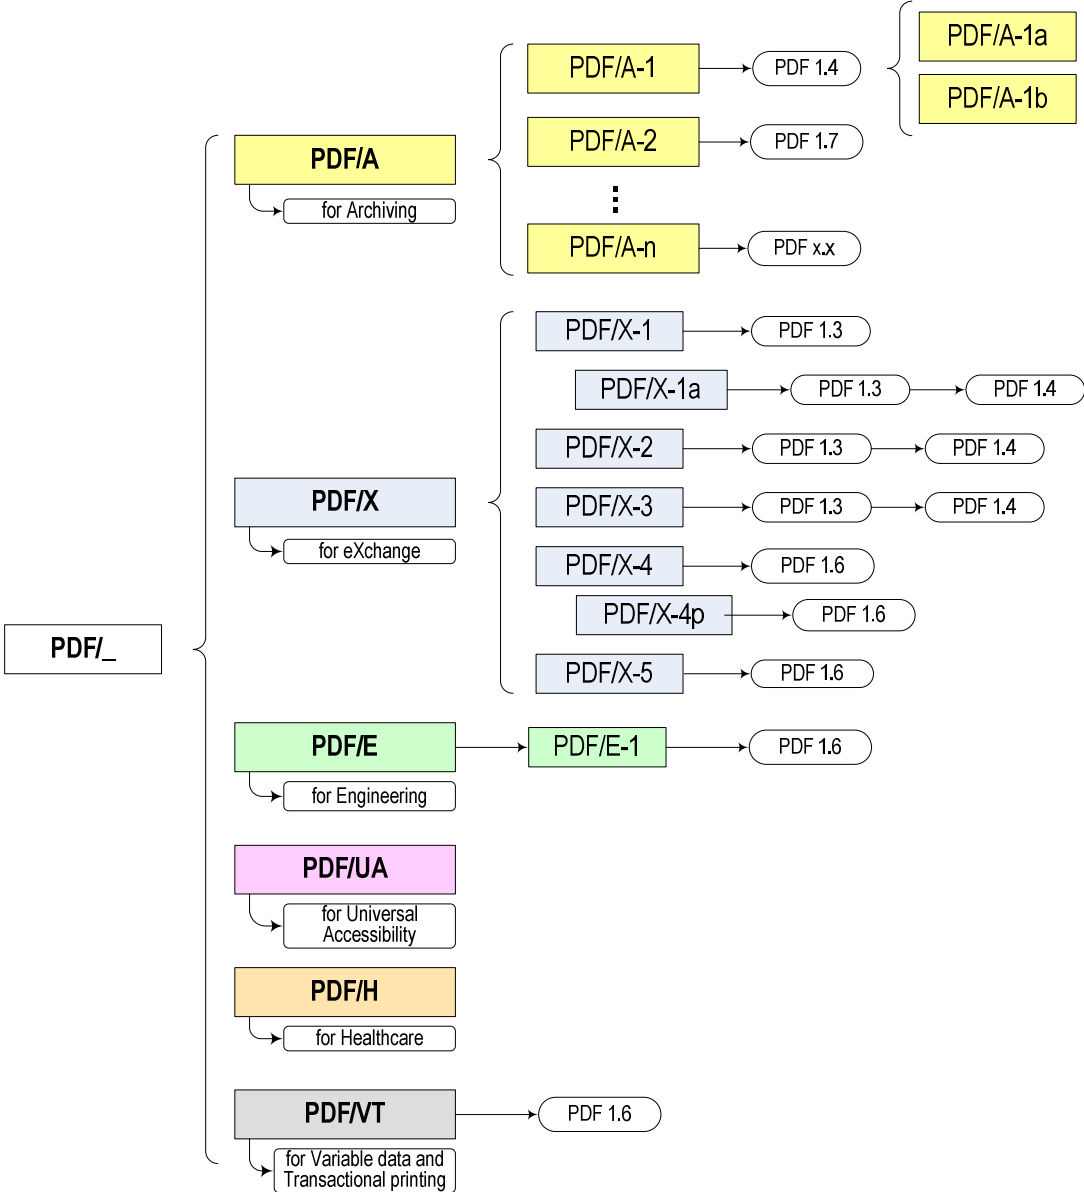 PDF/_
PDF/A
for Archiving
PDF/A-1
PDF 1.4
PDF/A-1a
PDF/A-1b
PDF/A-2
PDF 1.7
PDF/A-n
PDF x.x
PDF/X
for eXchange
PDF/X-1
PDF 1.3
PDF/X-1a
PDF 1.3
PDF 1.4
PDF/X-2
PDF 1.3
PDF 1.4
PDF/X-3
PDF 1.3
PDF 1.4
PDF/X-4
PDF 1.6
PDF/X-4p
PDF 1.6
PDF/X-5
PDF 1.6
PDF/E
for Engineering
PDF/E-1
PDF 1.6
PDF/UA
for Universal
Accessibility
PDF/H
for Healthcare
PDF/VT
for Variable data and
Transactional printing
PDF 1.6